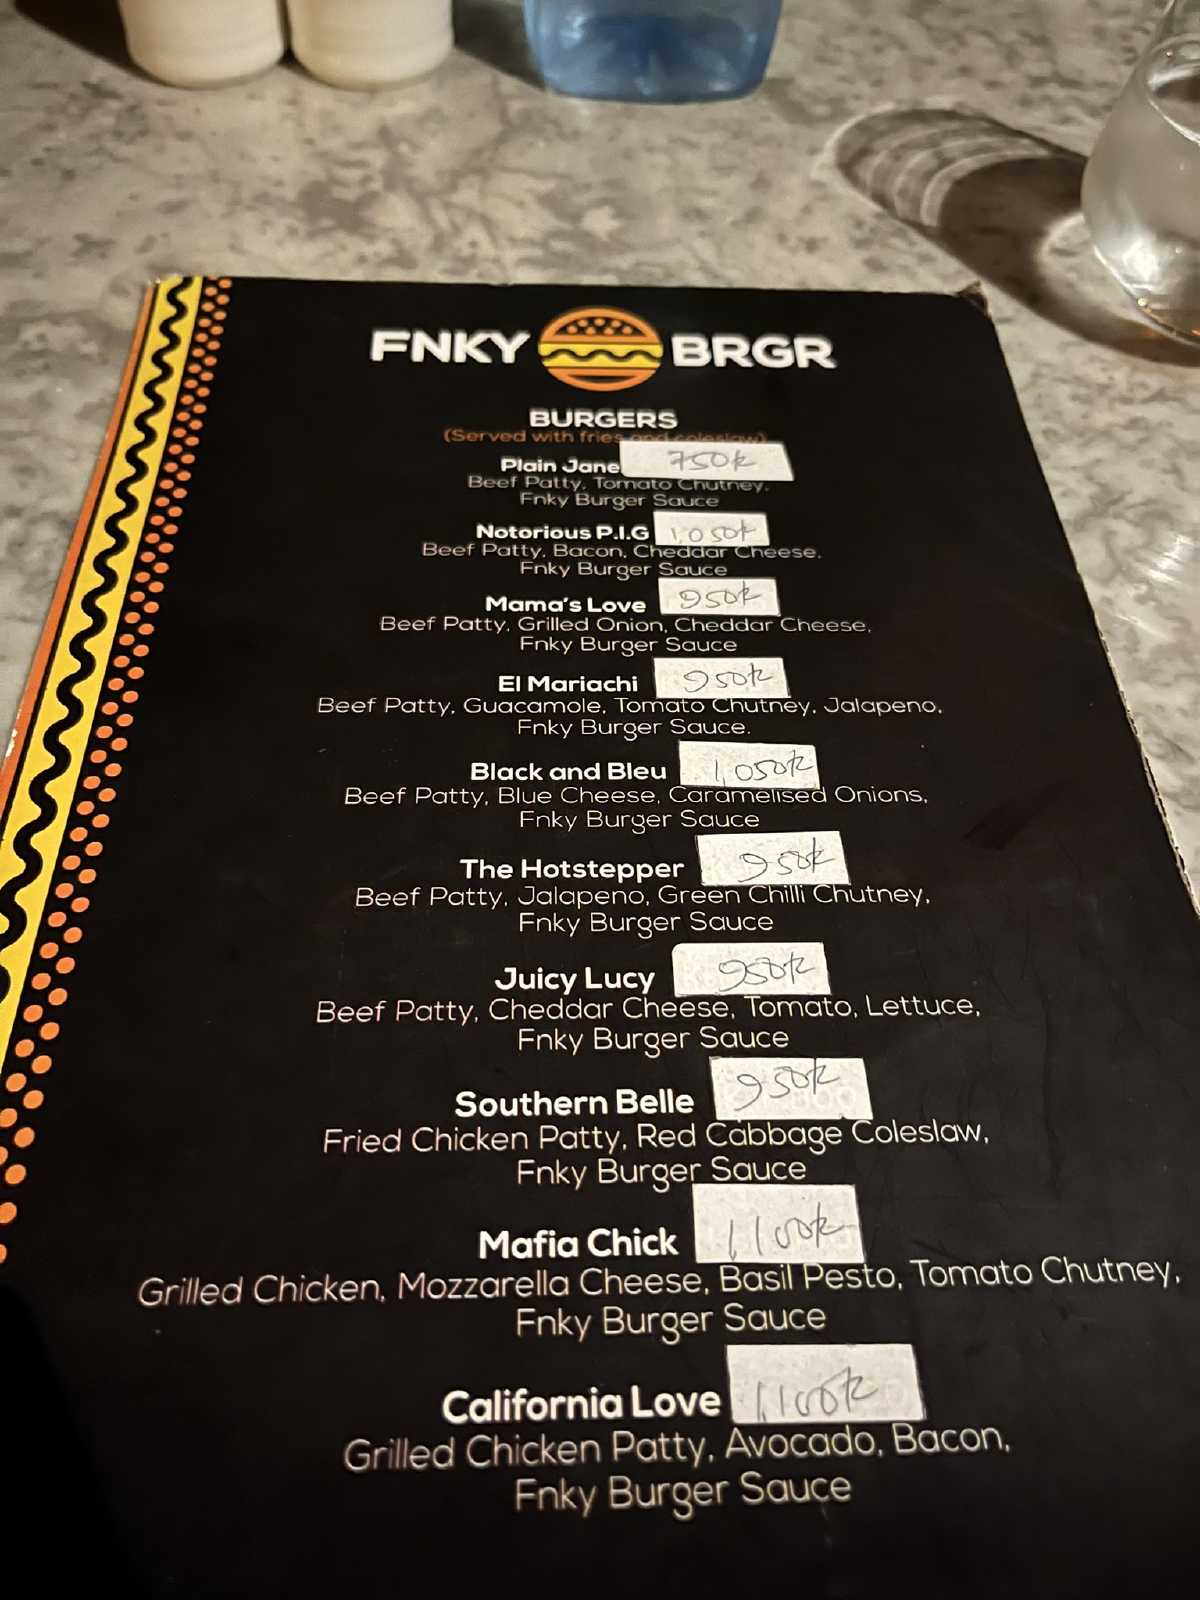 FNKY BRGR
BURGERS
(Served with fries and coleslaw)
Plain Jane 750k
Beef Patty, Tomato Chutney,
Fnky Burger Sauce
Notorious P.I.G 1,050k
Beef Patty, Bacon, Cheddar Cheese,
Fnky Burger Sauce
Mama's Love 950k
Beef Patty, Grilled Onion, Cheddar Cheese,
Fnky Burger Sauce
El Mariachi 950k
Beef Patty, Guacamole, Tomato Chutney, Jalapeno,
Fnky Burger Sauce.
Black and Bleu 1,050k
Beef Patty, Blue Cheese, Caramelised Onions,
Fnky Burger Sauce
The Hotstepper 950k
Beef Patty, Jalapeno, Green Chilli Chutney,
Fnky Burger Sauce
Juicy Lucy 950k
Beef Patty, Cheddar Cheese, Tomato, Lettuce,
Fnky Burger Sauce
Southern Belle 950k
Fried Chicken Patty, Red Cabbage Coleslaw,
Fnky Burger Sauce
Mafia Chick 1,100k
Grilled Chicken, Mozzarella Cheese, Basil Pesto, Tomato Chutney,
Fnky Burger Sauce
California Love 1,100k
Grilled Chicken Patty, Avocado, Bacon,
Fnky Burger Sauce